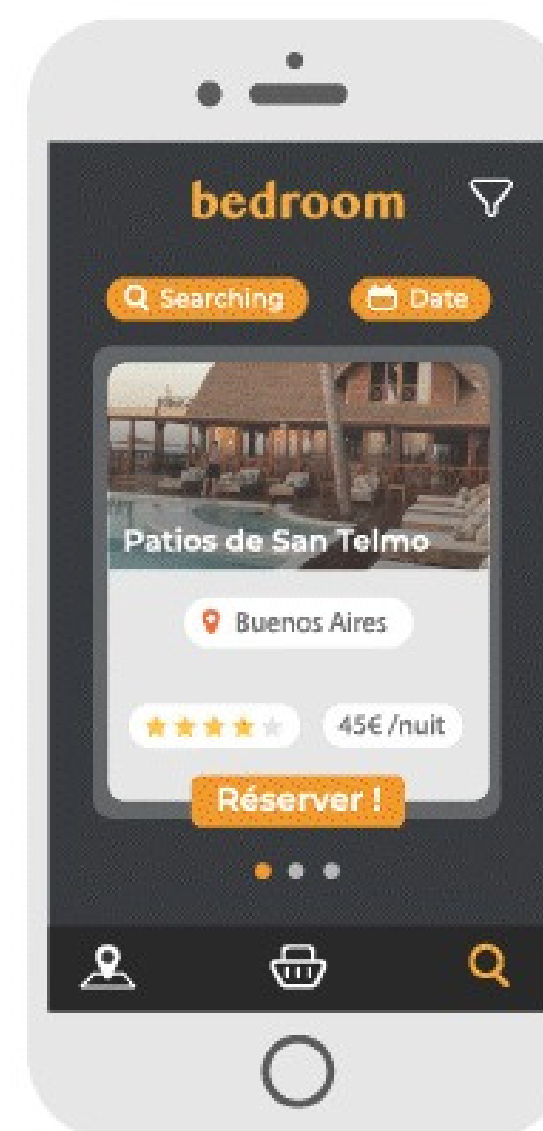 bedroom
Searching
Date
Patios de San Telmo
Buenos Aires
45€ /nuit
Réserver !